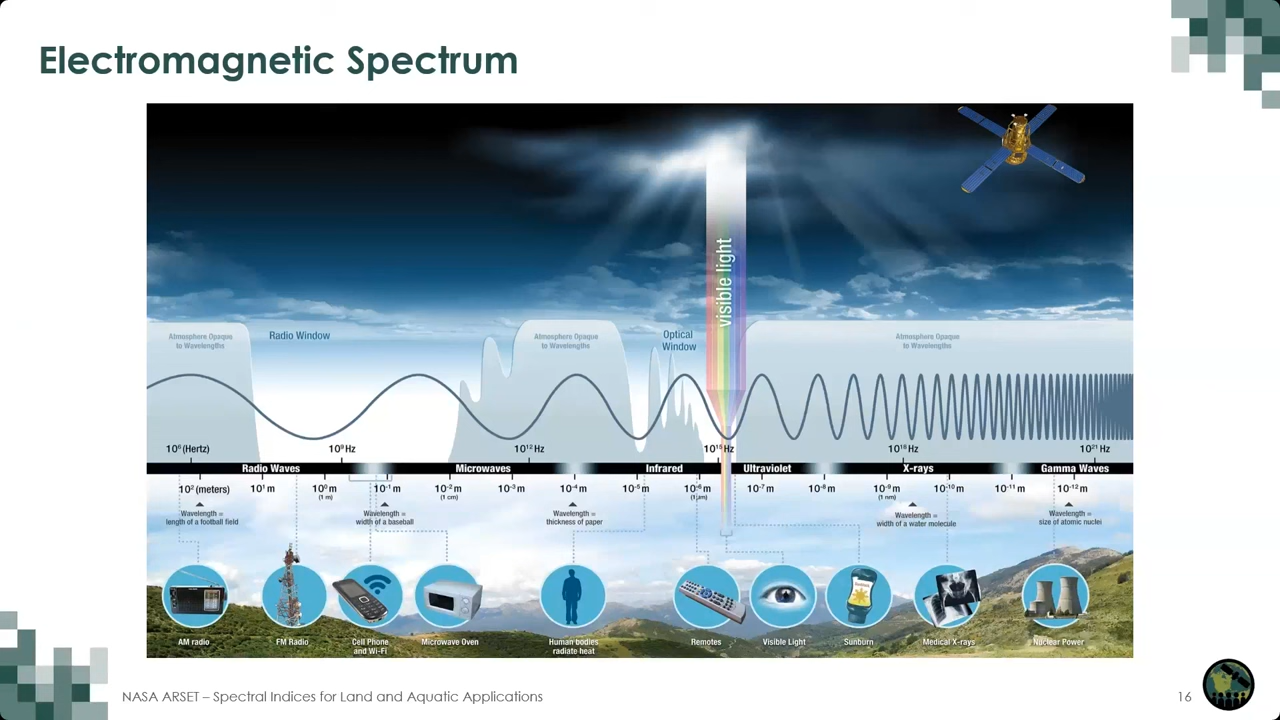 Electromagnetic Spectrum
visible light
Atmosphere Opaque
to Wavelengths
Radio Window
Atmosphere Opaque
to Wavelengths
Optical
Window
Atmosphere Opaque
to Wavelengths
10⁶ (Hertz)
10⁹ Hz
10¹² Hz
10¹⁵ Hz
10¹⁸ Hz
10²¹ Hz
Radio Waves
Microwaves
Infrared
Ultraviolet
X-rays
Gamma Waves
10² (meters)
10¹ m
10⁰ m
(1 m)
10⁻¹ m
10⁻² m
(1 cm)
10⁻³ m
10⁻⁴ m
10⁻⁵ m
10⁻⁶ m
(1µm)
10⁻⁷ m
10⁻⁸ m
10⁻⁹ m
(1 nm)
10⁻¹⁰ m
10⁻¹¹ m
10⁻¹² m
Wavelength =
length of a football field
Wavelength =
width of a baseball
Wavelength =
thickness of paper
Wavelength =
width of a water molecule
Wavelength =
size of atomic nuclei
AM radio
FM Radio
Cell Phone
and Wi-Fi
Microwave Oven
Human bodies
radiate heat
Remotes
Visible Light
Sunburn
Medical X-rays
Nuclear Power
NASA ARSET – Spectral Indices for Land and Aquatic Applications
16